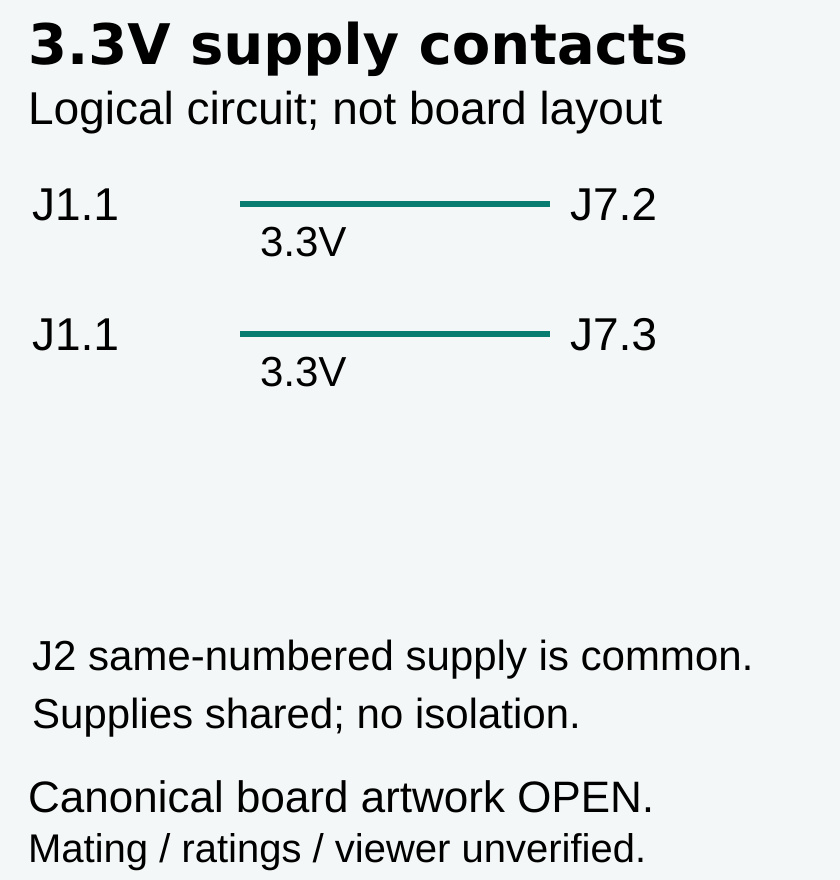 3.3V supply contacts
Logical circuit; not board layout
J1.1 J7.2
3.3V
J1.1 J7.3
3.3V
J2 same-numbered supply is common.
Supplies shared; no isolation.
Canonical board artwork OPEN.
Mating / ratings / viewer unverified.